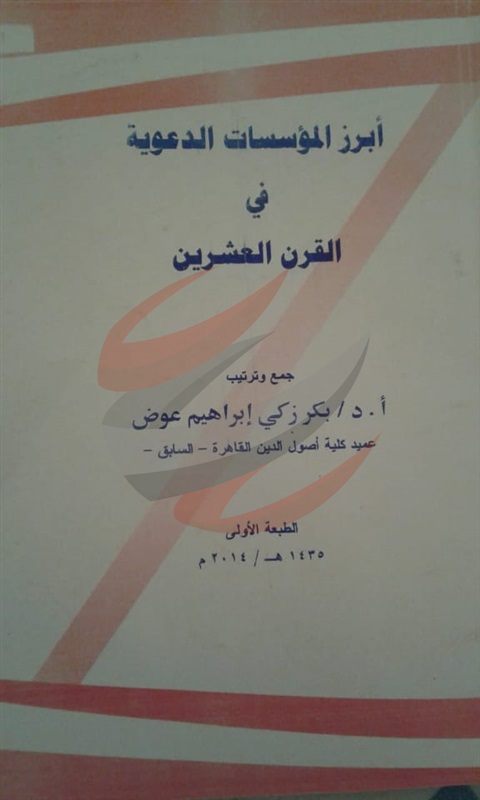 أبرز المؤسسات الدعوية
في
القرن العشرين
جمع وترتيب
أ. د/ بكر زكي إبراهيم عوض
عميد كلية أصول الدين القاهرة – السابق –
الطبعة الأولى
١٤٣٥ هـ / ٢٠١٤ م